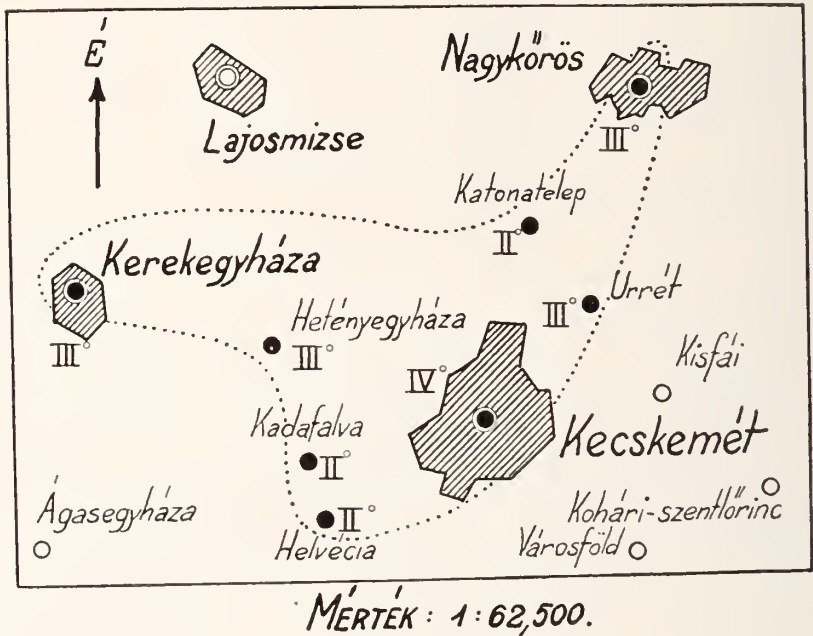 É
Nagykőrös
III°
Lajosmizse
Katonatelep
II°
Kerekegyháza
III°
Urrét
III°
Hetényegyháza
III°
Kisfái
IV°
Kecskemét
Kadafalva
II°
Ágasegyháza
Helvécia
II°
Kohári-szentlőrinc
Városföld
MÉRTÉK: 1:62,500.